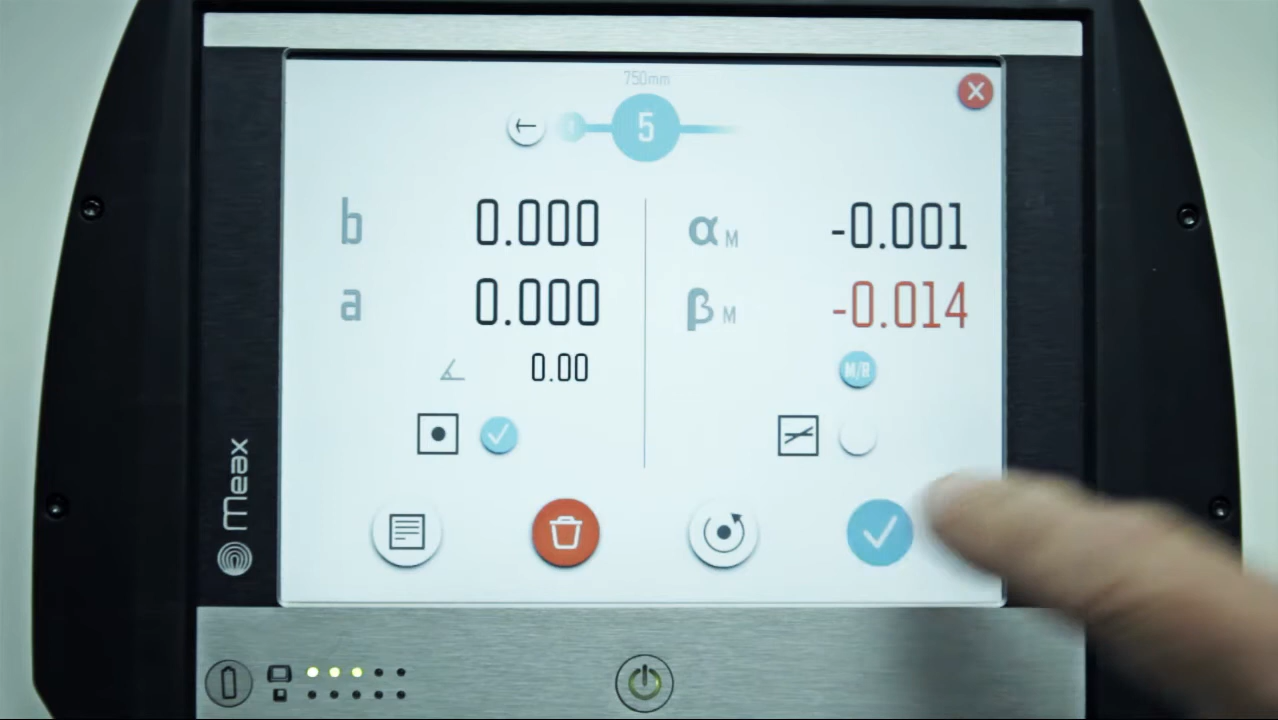 750mm
5
b 0.000 αM -0.001
a 0.000 βM -0.014
0.00 M/B
Meax